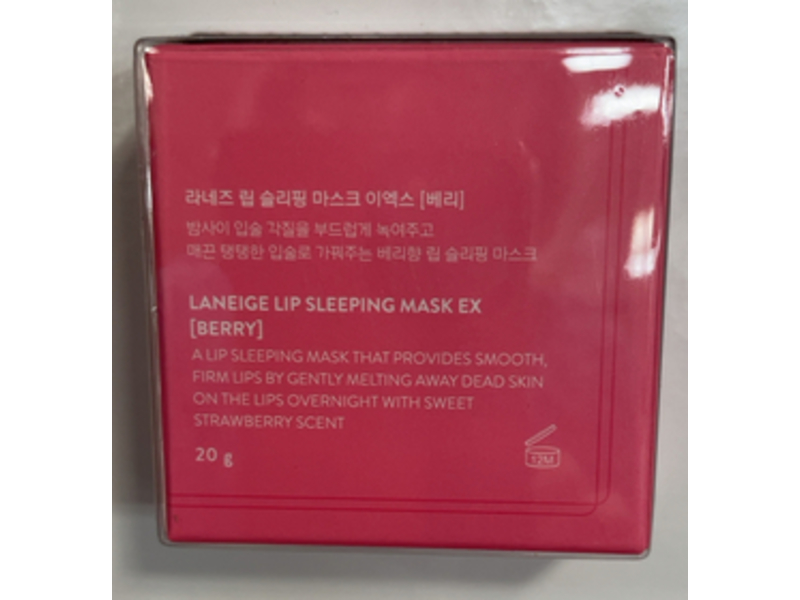 라네즈 립 슬리핑 마스크 이엑스 [베리]
밤사이 입술 각질을 부드럽게 녹여주고
매끈 탱탱한 입술로 가꿔주는 베리향 립 슬리핑 마스크
LANEIGE LIP SLEEPING MASK EX
[BERRY]
A LIP SLEEPING MASK THAT PROVIDES SMOOTH,
FIRM LIPS BY GENTLY MELTING AWAY DEAD SKIN
ON THE LIPS OVERNIGHT WITH SWEET
STRAWBERRY SCENT
20 g
12M